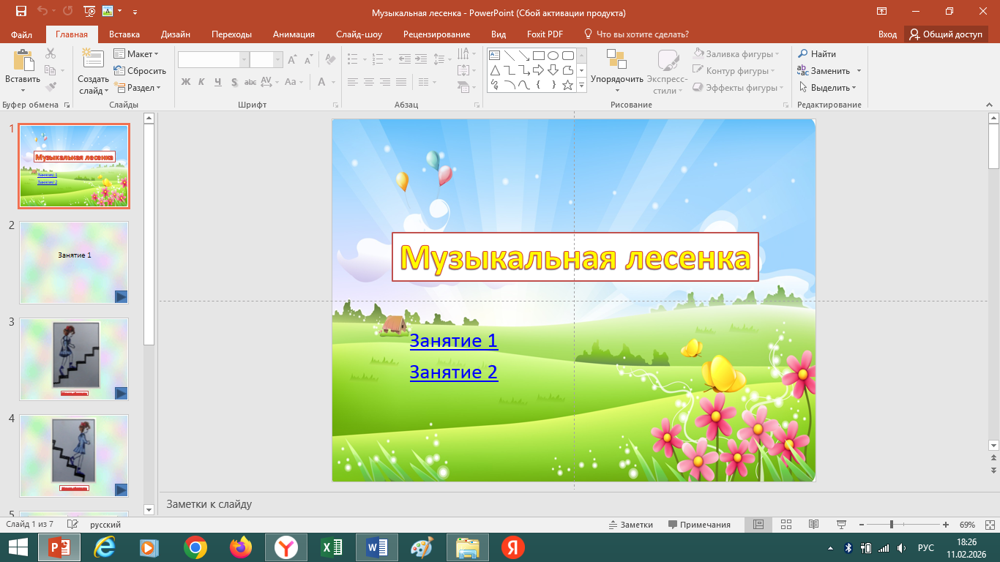 Музыкальная лесенка - PowerPoint (Сбой активации продукта)
Файл Главная Вставка Дизайн Переходы Анимация Слайд-шоу Рецензирование Вид Foxit PDF Что вы хотите сделать? Вход Общий доступ
Вставить
Создать слайд
Макет
Сбросить
Раздел
Ж К Ч S abc AV Aa А
Упорядочить
Экспресс-стили
Заливка фигуры
Контур фигуры
Эффекты фигуры
Найти
Заменить
Выделить
Буфер обмена Слайды Шрифт Абзац Рисование Редактирование
1
Музыкальная лесенка
Занятие 1
Занятие 2
2
Занятие 1
3
4
5
Музыкальная лесенка
Занятие 1
Занятие 2
Заметки к слайду
Слайд 1 из 7 русский Заметки Примечания 69%
РУС
18:26
11.02.2026